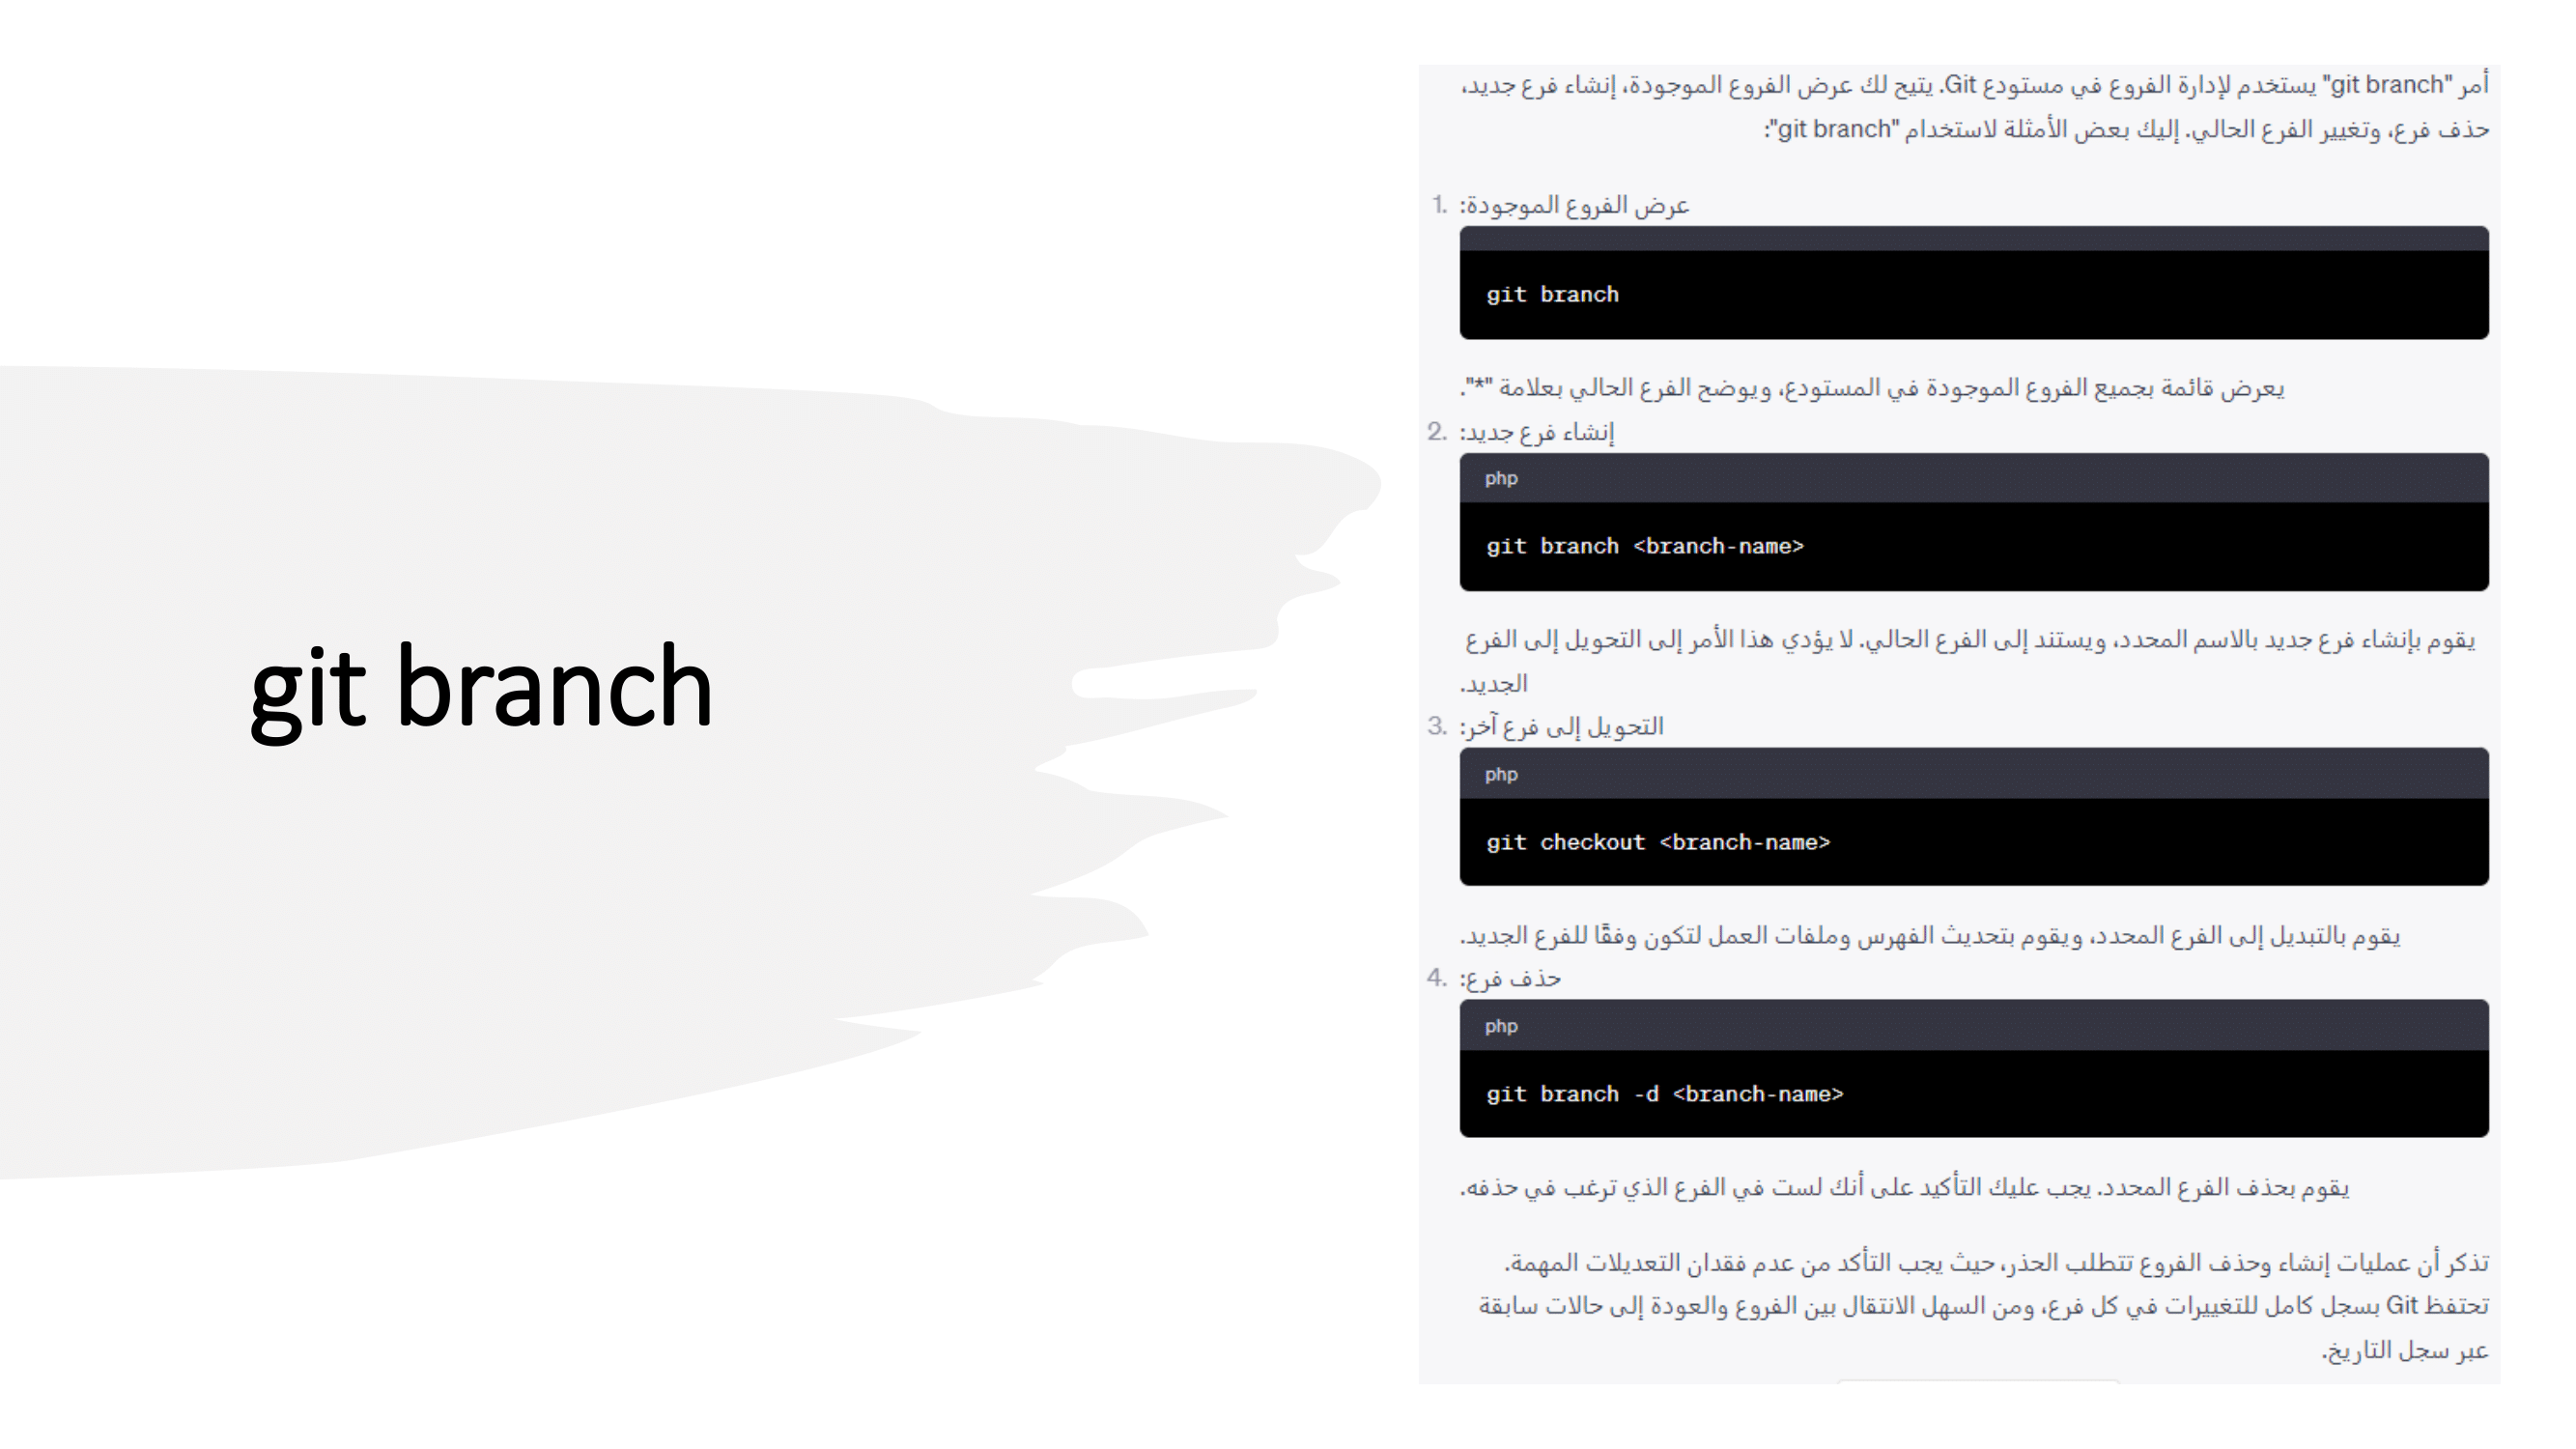 git branch
أمر "git branch" يستخدم لإدارة الفروع في مستودع Git. يتيح لك عرض الفروع الموجودة، إنشاء فرع جديد،
حذف فرع، وتغيير الفرع الحالي. إليك بعض الأمثلة لاستخدام "git branch":
1. عرض الفروع الموجودة:
git branch
يعرض قائمة بجميع الفروع الموجودة في المستودع، ويوضح الفرع الحالي بعلامة "*".
2. إنشاء فرع جديد:
php
git branch <branch-name>
يقوم بإنشاء فرع جديد بالاسم المحدد، ويستند إلى الفرع الحالي. لا يؤدي هذا الأمر إلى التحويل إلى الفرع
الجديد.
3. التحويل إلى فرع آخر:
php
git checkout <branch-name>
يقوم بالتبديل إلى الفرع المحدد، ويقوم بتحديث الفهرس وملفات العمل لتكون وفقًا للفرع الجديد.
4. حذف فرع:
php
git branch -d <branch-name>
يقوم بحذف الفرع المحدد. يجب عليك التأكيد على أنك لست في الفرع الذي ترغب في حذفه.
تذكر أن عمليات إنشاء وحذف الفروع تتطلب الحذر، حيث يجب التأكد من عدم فقدان التعديلات المهمة.
تحتفظ Git بسجل كامل للتغييرات في كل فرع، ومن السهل الانتقال بين الفروع والعودة إلى حالات سابقة
عبر سجل التاريخ.